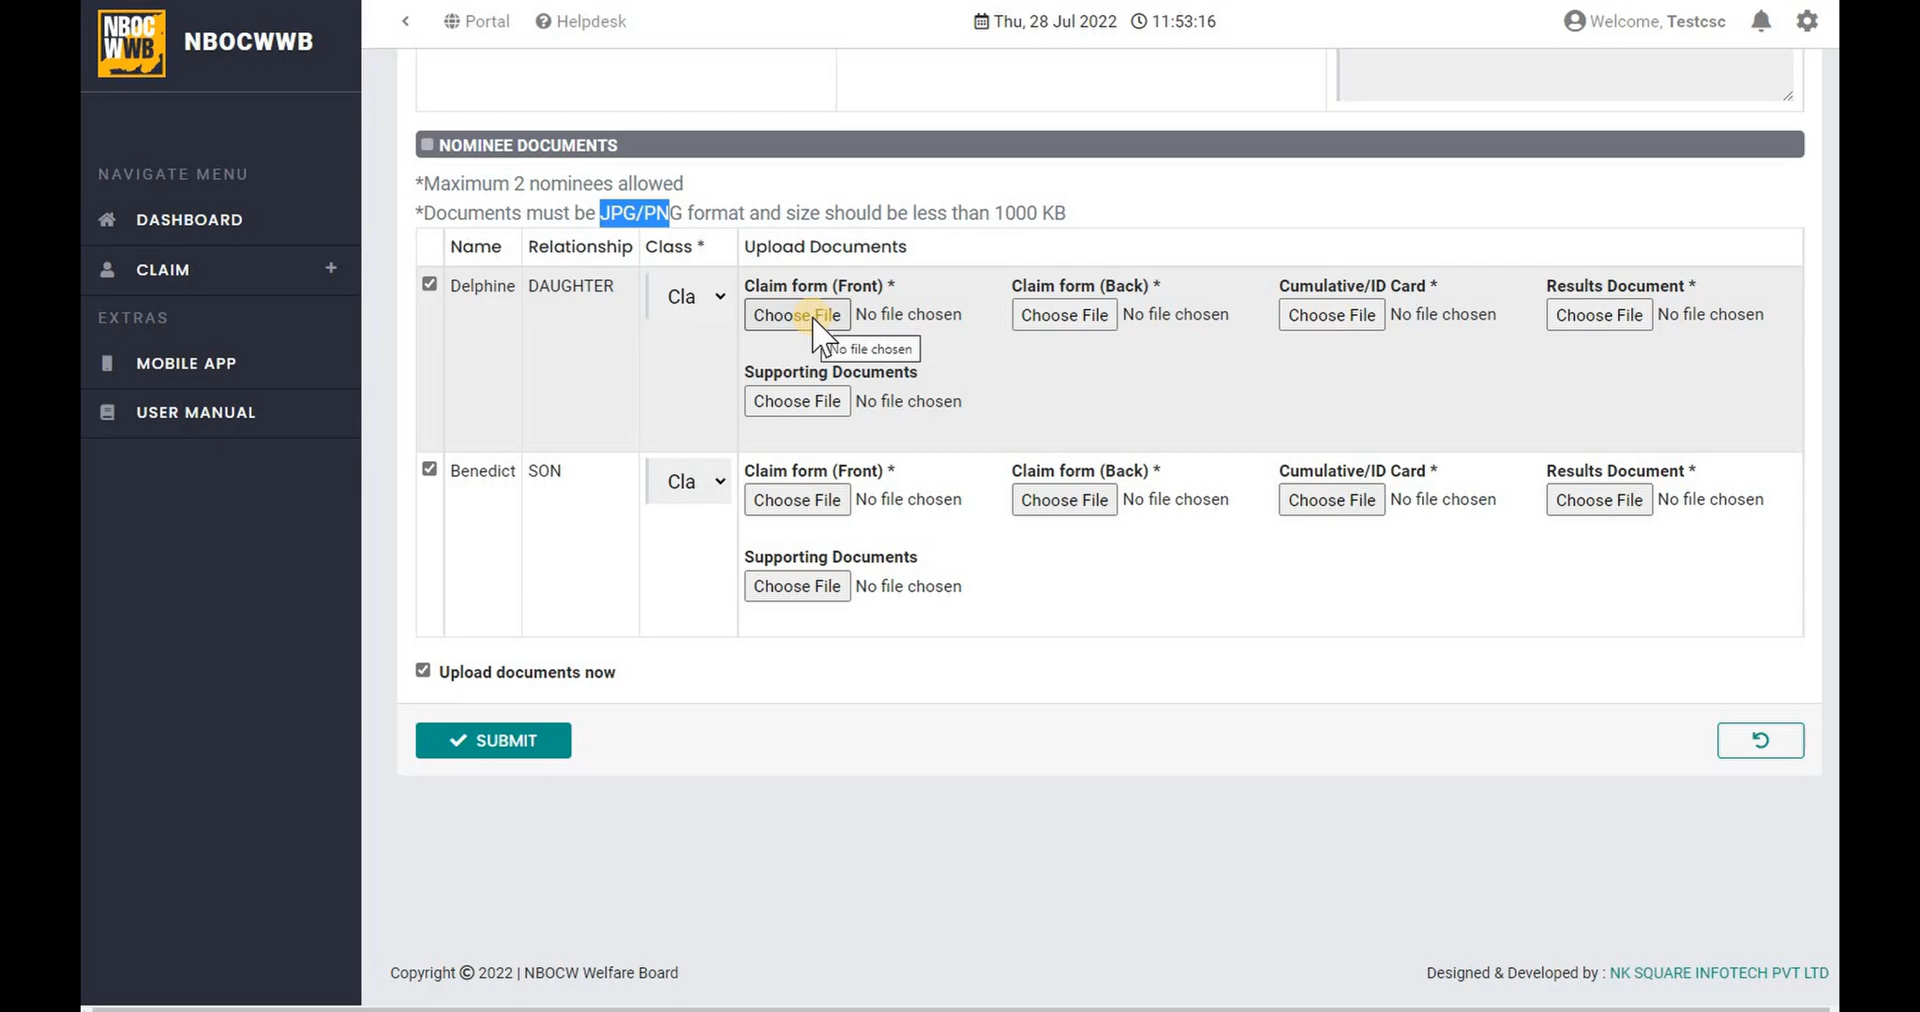 NBOC
WWB
NBOCWWB
Portal
Helpdesk
Thu, 28 Jul 2022
11:53:16
Welcome, Testcsc
NAVIGATE MENU
DASHBOARD
CLAIM +
EXTRAS
MOBILE APP
USER MANUAL
NOMINEE DOCUMENTS
*Maximum 2 nominees allowed
*Documents must be JPG/PNG format and size should be less than 1000 KB
Name Relationship Class * Upload Documents
Delphine DAUGHTER Cla
Claim form (Front) * Claim form (Back) * Cumulative/ID Card * Results Document *
Choose File No file chosen Choose File No file chosen Choose File No file chosen Choose File No file chosen
No file chosen
Supporting Documents
Choose File No file chosen
Benedict SON Cla
Claim form (Front) * Claim form (Back) * Cumulative/ID Card * Results Document *
Choose File No file chosen Choose File No file chosen Choose File No file chosen Choose File No file chosen
Supporting Documents
Choose File No file chosen
Upload documents now
SUBMIT
Copyright © 2022 | NBOCW Welfare Board
Designed & Developed by : NK SQUARE INFOTECH PVT LTD